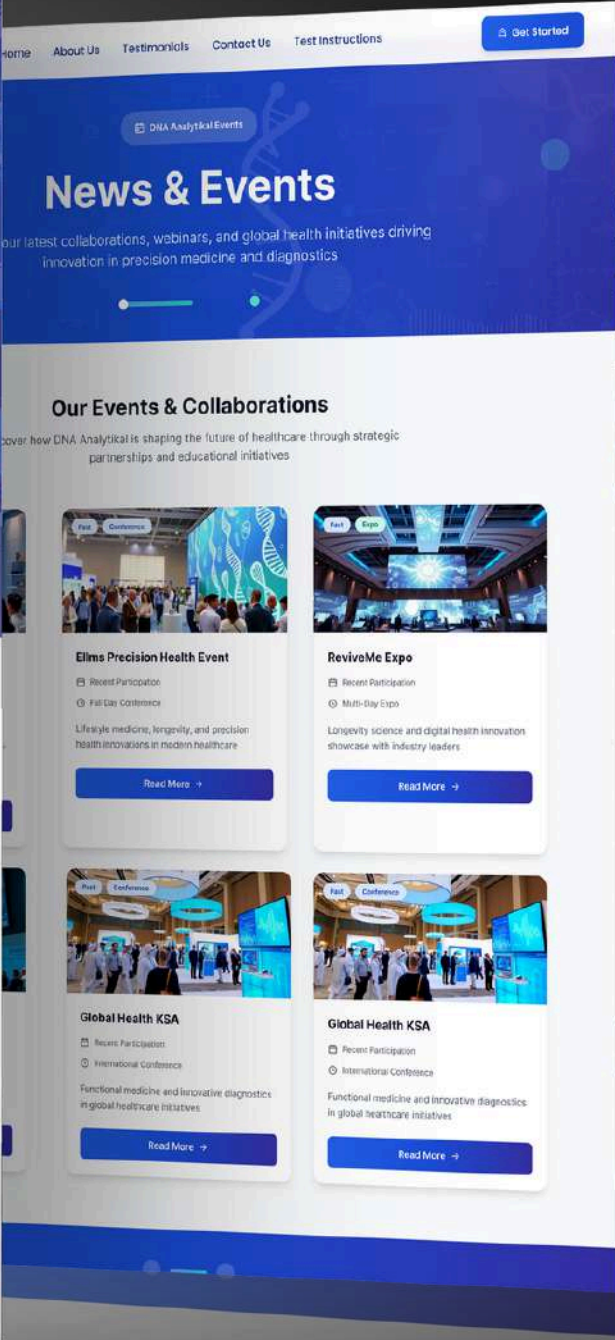 Home About Us Testimonials Contact Us Test Instructions Get Started
DNA Analytikal Events
News & Events
our latest collaborations, webinars, and global health initiatives driving
innovation in precision medicine and diagnostics
Our Events & Collaborations
cover how DNA Analytikal is shaping the future of healthcare through strategic
partnerships and educational initiatives
Past Conference
Ellms Precision Health Event
Recent Participation
Full Day Conference
Lifestyle medicine, longevity, and precision
health innovations in modern healthcare
Read More →
Past Expo
ReviveMe Expo
Recent Participation
Multi-Day Expo
Longevity science and digital health innovation
showcase with industry leaders
Read More →
Past Conference
Global Health KSA
Recent Participation
International Conference
Functional medicine and innovative diagnostics
in global healthcare initiatives
Read More →
Past Conference
Global Health KSA
Recent Participation
International Conference
Functional medicine and innovative diagnostics
in global healthcare initiatives
Read More →